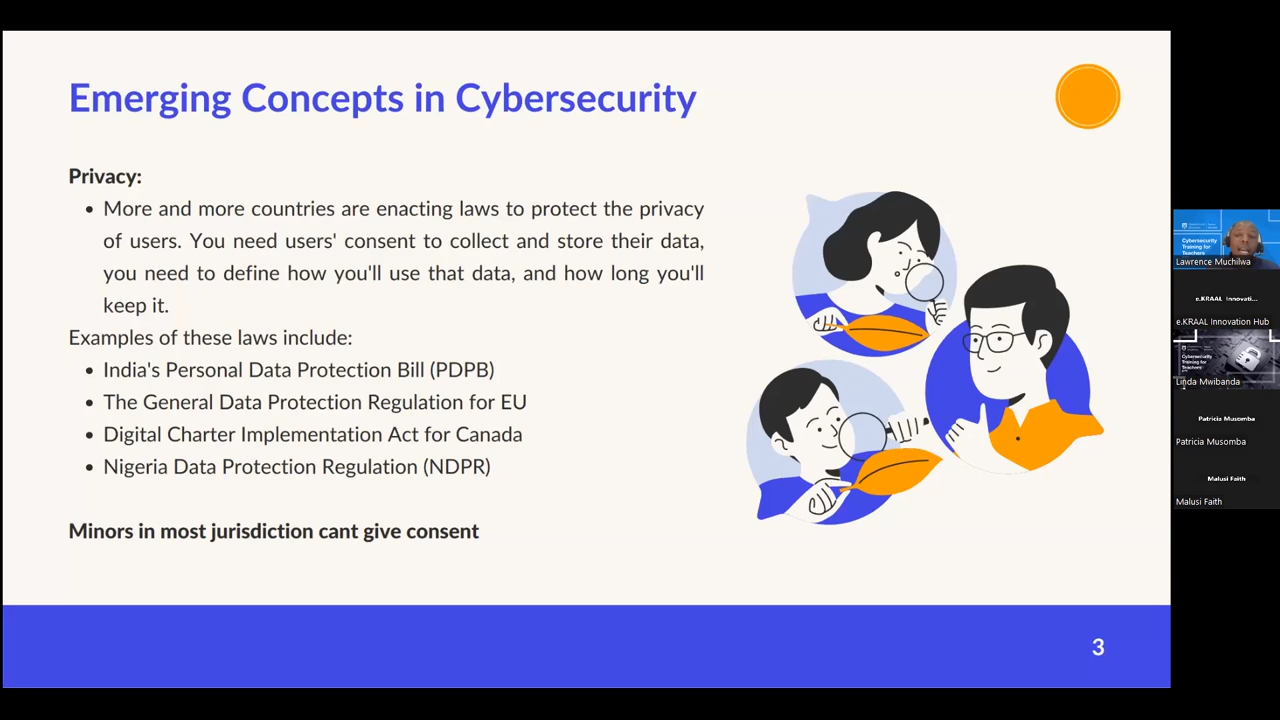 Emerging Concepts in Cybersecurity
Privacy:
• More and more countries are enacting laws to protect the privacy
of users. You need users' consent to collect and store their data,
you need to define how you'll use that data, and how long you'll
keep it.
Examples of these laws include:
• India's Personal Data Protection Bill (PDPB)
• The General Data Protection Regulation for EU
• Digital Charter Implementation Act for Canada
• Nigeria Data Protection Regulation (NDPR)
Minors in most jurisdiction cant give consent
3
Cybersecurity
Training for
Teachers
Lawrence Muchilwa
e.KRAAL Innovati...
e.KRAAL Innovation Hub
Cybersecurity
Training for
Teachers
Linda Mwibanda
Patricia Musomba
Patricia Musomba
Malusi Faith
Malusi Faith